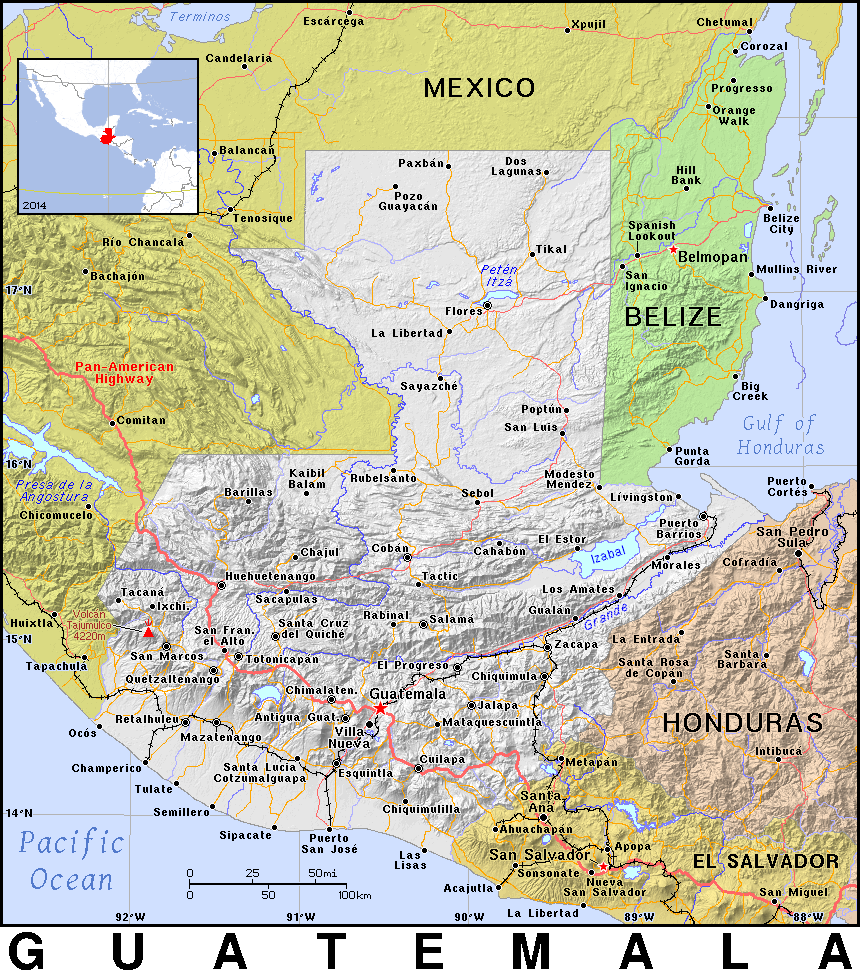 Terminos
Escárcega
Xpujil
Chetumal
Corozal
Candelaria
MEXICO
Progresso
Orange
Walk
Balancan
Paxbán
Dos
Lagunas
Hill
Bank
Pozo
Guayacán
2014
Tenosique
Belize
City
Spanish
Lookout
Río Chancalá
Tikal
Belmopan
Bachajón
Petén
Itzá
San
Ignacio
Mullins River
17°N
Flores
Dangriga
BELIZE
La Libertad
Pan-American
Highway
Sayazché
Big
Creek
Comitan
Poptún
San Luis
Gulf of
Honduras
Punta
Gorda
16°N
Presa de la
Angostura
Kaibil
Balam
Rubelsanto
Modesto
Mendez
Puerto
Cortés
Barillas
Sebol
Lívingston
Chicomucelo
Puerto
Barrios
San Pedro
Sula
El Estor
Chajul
Cobán
Cahabón
Izabal
Morales
Cofradía
Huehuetenango
Tactic
Tacaná
Ixchi.
Sacapulas
Los Amates
Gualán
Grande
Huixtla
Volcán
Tajumulco
4220m
Rabinal
Salamá
Santa Cruz
del Quiché
15°N
San Fran.
el Alto
La Entrada
Zacapa
Tapachula
San Marcos
Totonicapan
Santa Rosa
de Copan
Santa
Barbara
El Progreso
Quetzaltenango
Chiquimula
Chimalaten.
Guatemala
Jalapa
Retalhuleu
Antigua Guat.
Mataquescuintla
HONDURAS
Ocós
Mazatenango
Villa
Nueva
Intibucá
Champerico
Santa Lucia
Cotzumalguapa
Esquintla
Cuilapa
Metapán
Tulate
Semillero
Chiquimulilla
Santa
Ana
14°N
Sipacate
Puerto
San José
Ahuachapán
Pacific
Ocean
Las
Lisas
San Salvador
Apopa
EL SALVADOR
0 25 50mi
0 50 100km
Sonsonate
Acajutla
Nueva
San Salvador
San Miguel
La Libertad
92°W
91°W
90°W
89°W
88°W
GUATEMALA